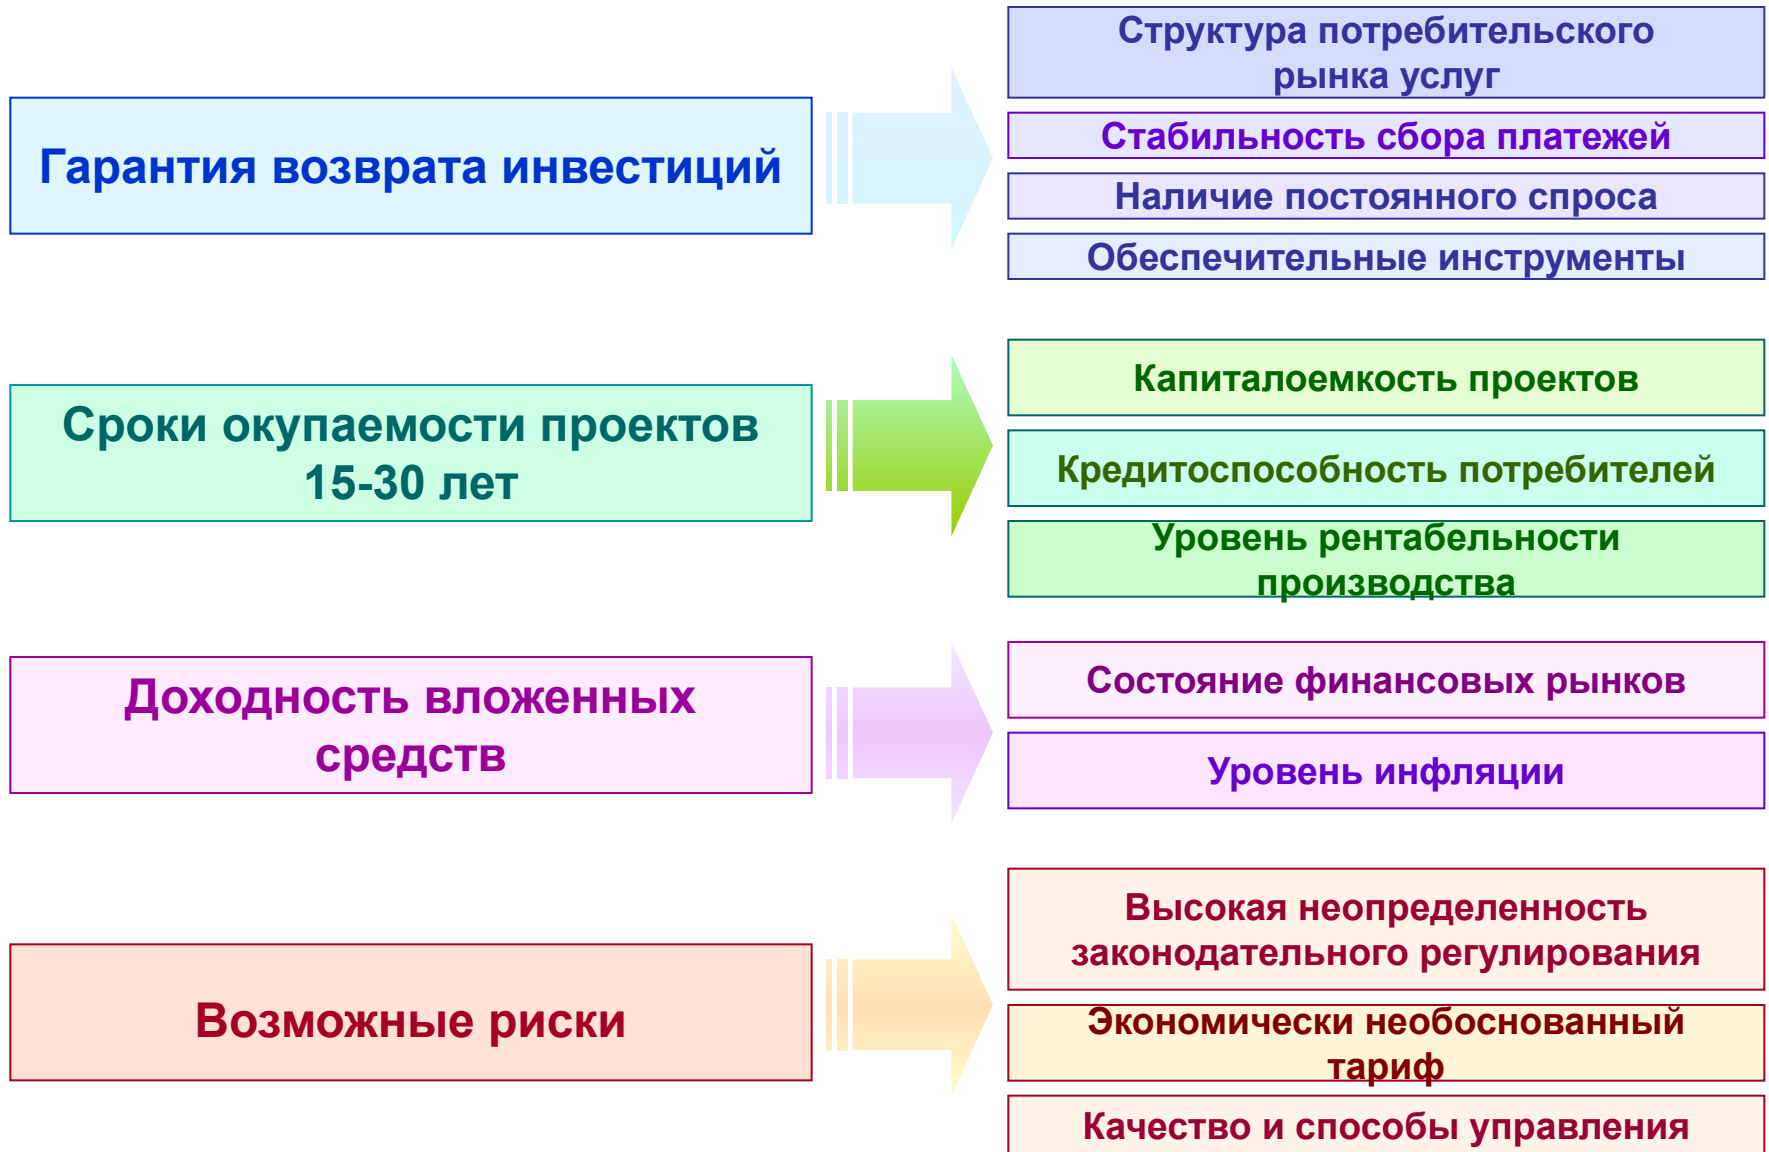 Гарантия возврата инвестиций
Структура потребительского
рынка услуг
Стабильность сбора платежей
Наличие постоянного спроса
Обеспечительные инструменты
Сроки окупаемости проектов
15-30 лет
Капиталоемкость проектов
Кредитоспособность потребителей
Уровень рентабельности
производства
Доходность вложенных
средств
Состояние финансовых рынков
Уровень инфляции
Возможные риски
Высокая неопределенность
законодательного регулирования
Экономически необоснованный
тариф
Качество и способы управления